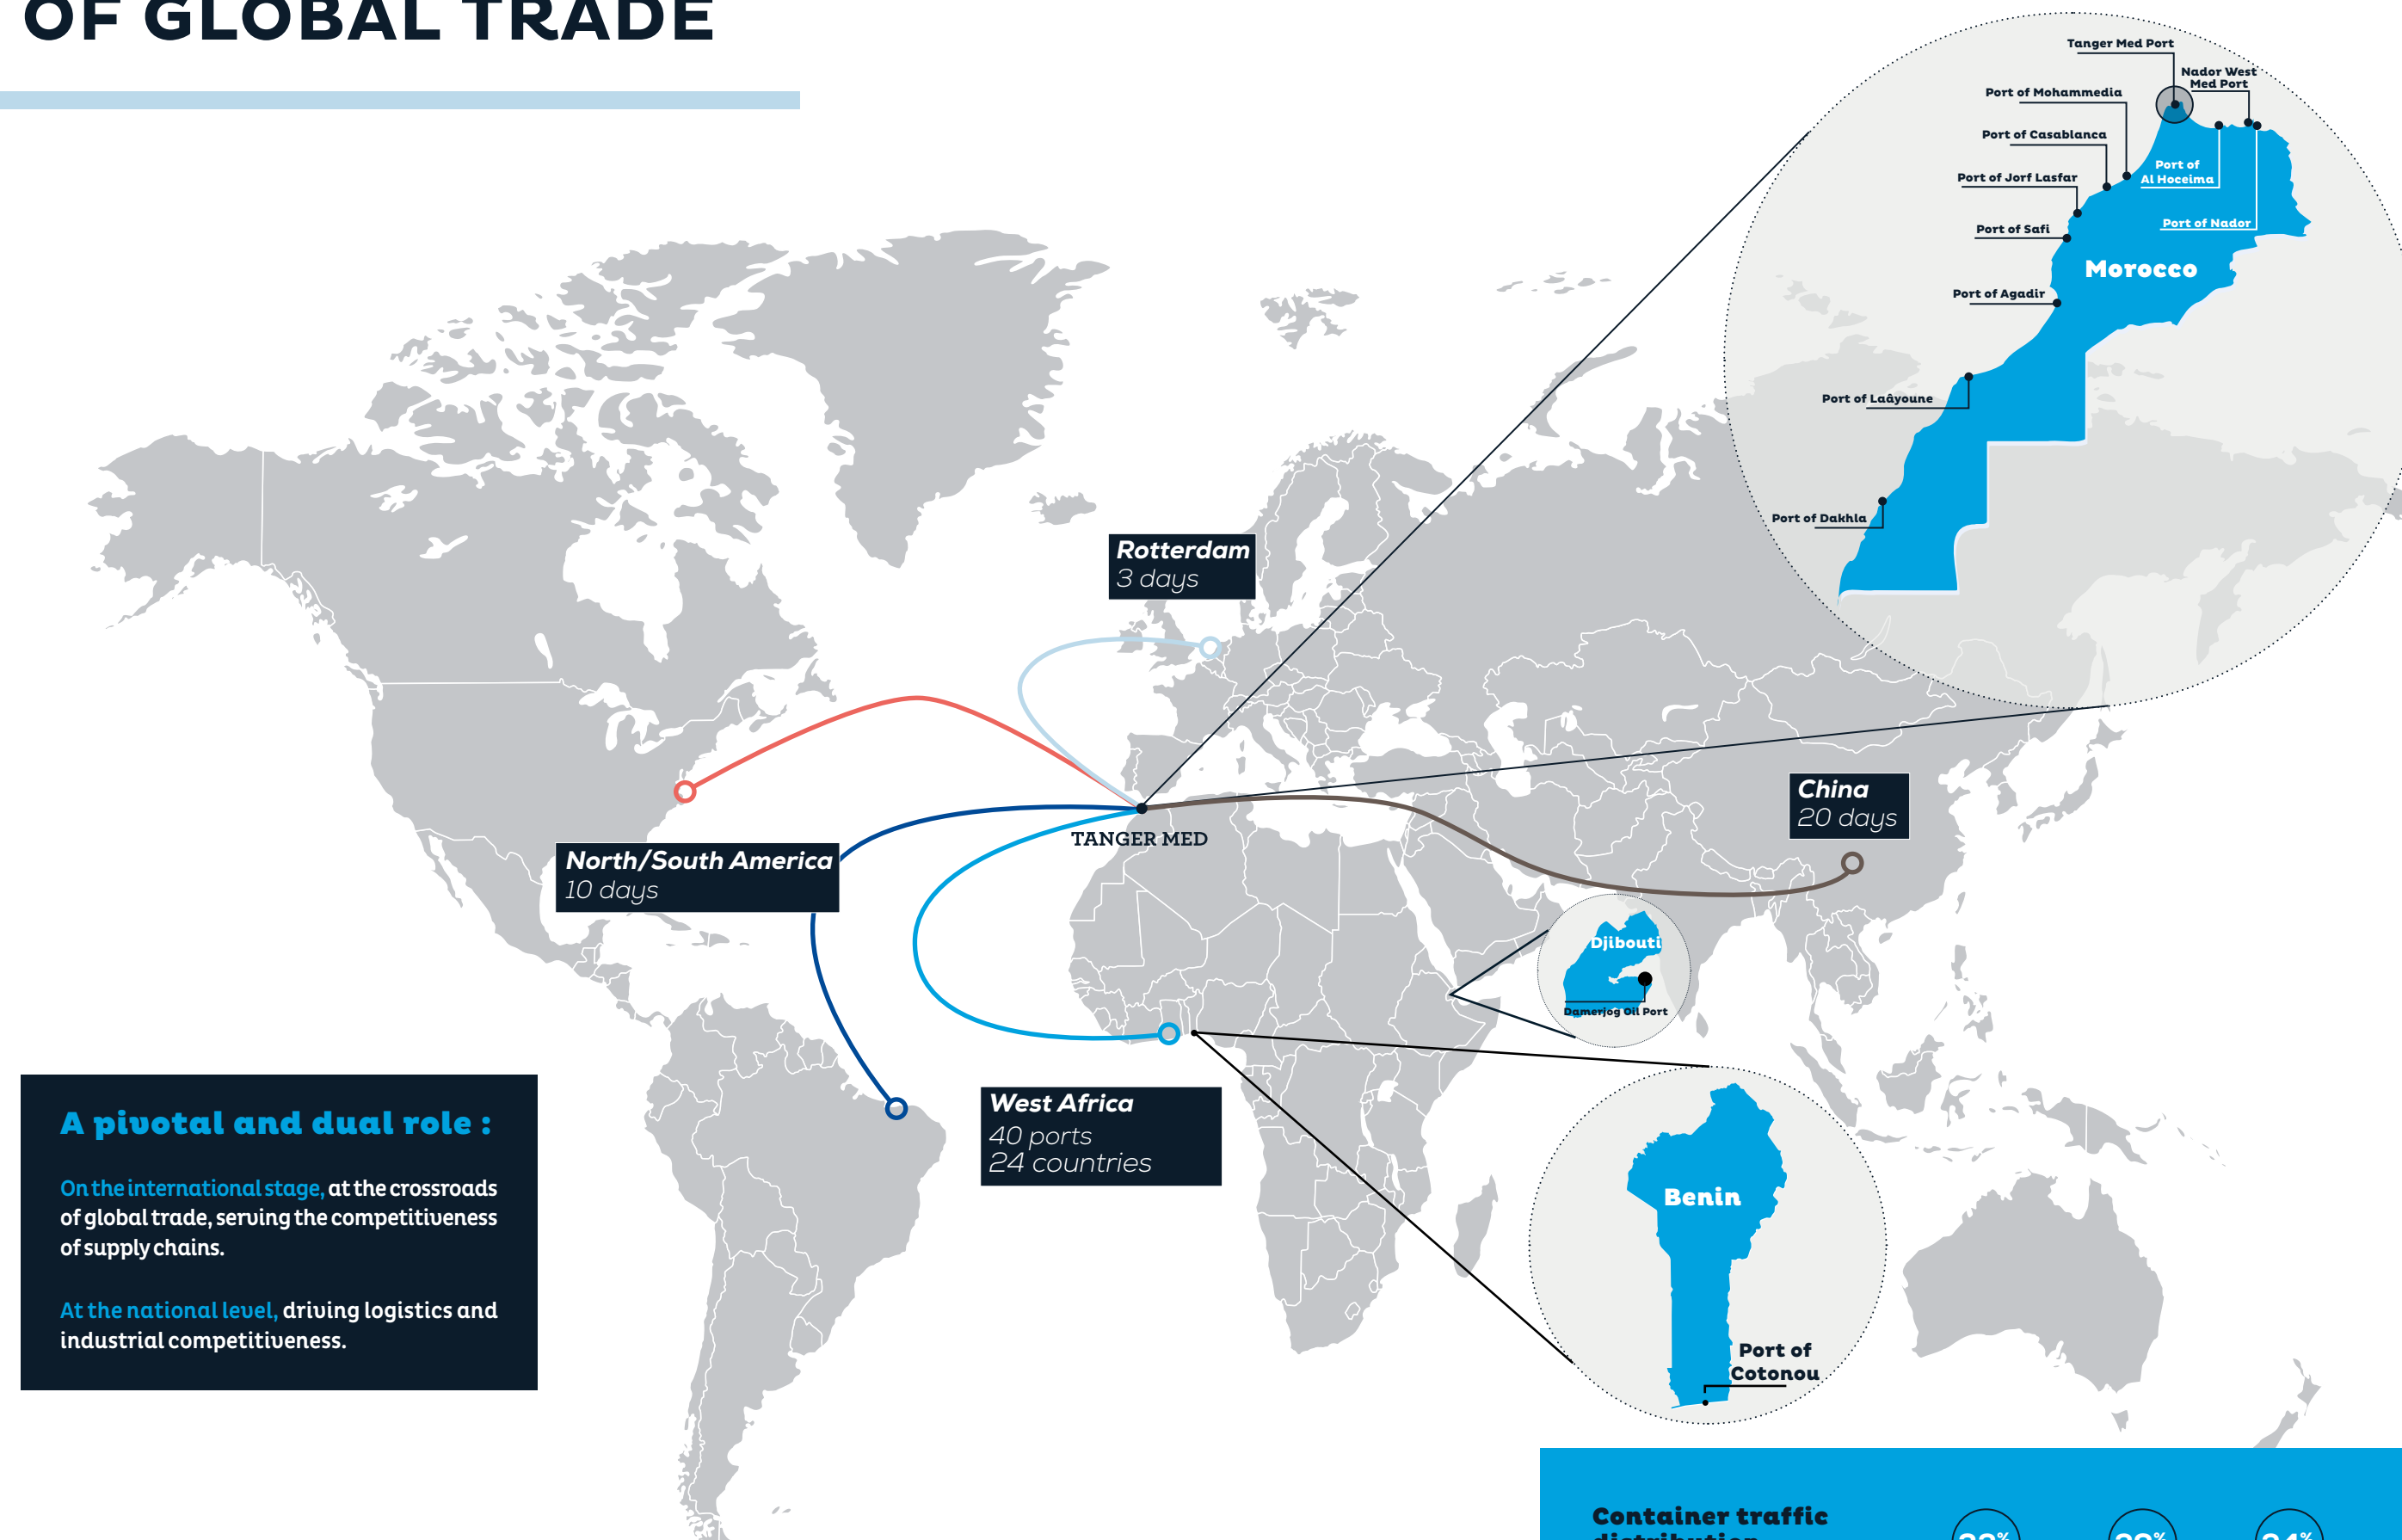 OF GLOBAL TRADE
Tanger Med Port
Nador West
Med Port
Port of Mohammedia
Port of Casablanca
Port of
Al Hoceima
Port of Jorf Lasfar
Port of Nador
Port of Safi
Morocco
Port of Agadir
Port of Laâyoune
Port of Dakhla
Rotterdam
3 days
China
20 days
TANGER MED
North/South America
10 days
Djibouti
Damerjog Oil Port
West Africa
40 ports
24 countries
A pivotal and dual role :
On the international stage, at the crossroads
of global trade, serving the competitiveness
of supply chains.
At the national level, driving logistics and
industrial competitiveness.
Benin
Port of
Cotonou
Container traffic
distribution